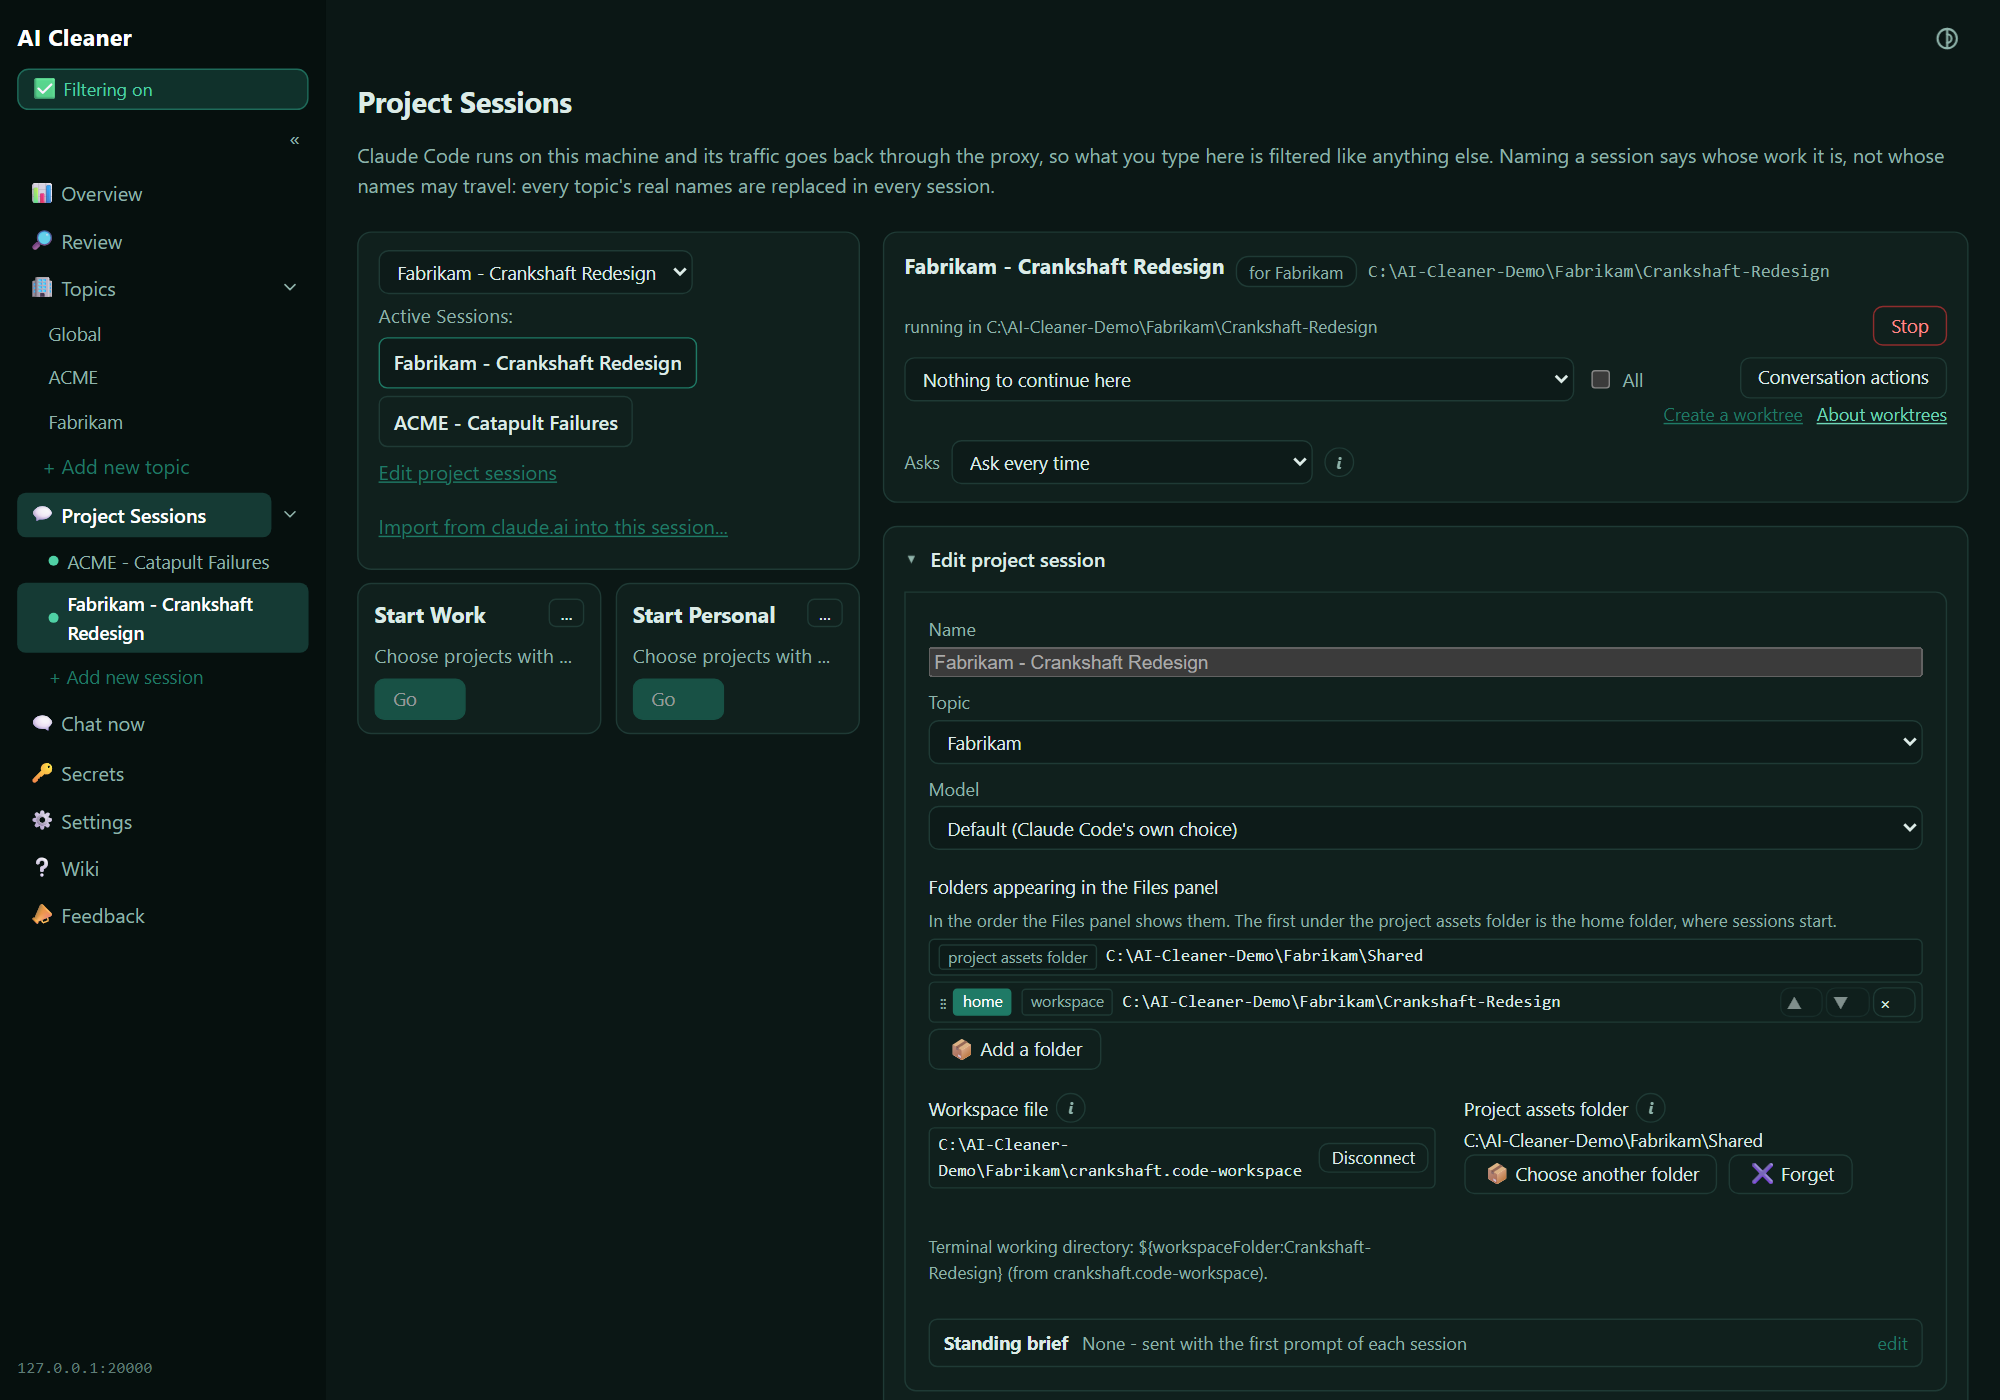 AI Cleaner
Filtering on
«
Overview
Review
Topics
Global
ACME
Fabrikam
+ Add new topic
Project Sessions
ACME - Catapult Failures
Fabrikam - Crankshaft
Redesign
+ Add new session
Chat now
Secrets
Settings
Wiki
Feedback
127.0.0.1:20000
Project Sessions
Claude Code runs on this machine and its traffic goes back through the proxy, so what you type here is filtered like anything else. Naming a session says whose work it is, not whose
names may travel: every topic's real names are replaced in every session.
Fabrikam - Crankshaft Redesign
Active Sessions:
Fabrikam - Crankshaft Redesign
ACME - Catapult Failures
Edit project sessions
Import from claude.ai into this session...
Start Work ...
Choose projects with ...
Go
Start Personal ...
Choose projects with ...
Go
Fabrikam - Crankshaft Redesign for Fabrikam C:\AI-Cleaner-Demo\Fabrikam\Crankshaft-Redesign
running in C:\AI-Cleaner-Demo\Fabrikam\Crankshaft-Redesign Stop
Nothing to continue here All Conversation actions
Create a worktree About worktrees
Asks Ask every time i
Edit project session
Name
Fabrikam - Crankshaft Redesign
Topic
Fabrikam
Model
Default (Claude Code's own choice)
Folders appearing in the Files panel
In the order the Files panel shows them. The first under the project assets folder is the home folder, where sessions start.
project assets folder C:\AI-Cleaner-Demo\Fabrikam\Shared
home workspace C:\AI-Cleaner-Demo\Fabrikam\Crankshaft-Redesign ▲ ▼ ×
Add a folder
Workspace file i
C:\AI-Cleaner-
Demo\Fabrikam\crankshaft.code-workspace
Disconnect
Project assets folder i
C:\AI-Cleaner-Demo\Fabrikam\Shared
Choose another folder Forget
Terminal working directory: ${workspaceFolder:Crankshaft-
Redesign} (from crankshaft.code-workspace).
Standing brief None - sent with the first prompt of each session edit